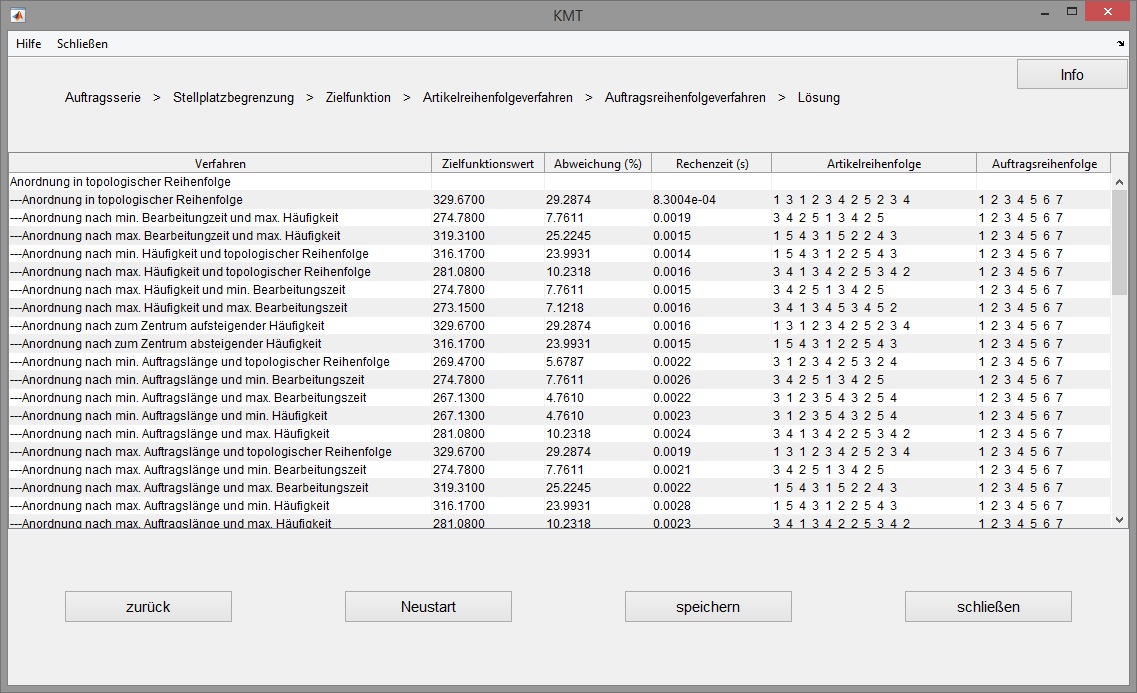 KMT
Hilfe Schließen
Info
Auftragsserie > Stellplatzbegrenzung > Zielfunktion > Artikelreihenfolgeverfahren > Auftragsreihenfolgeverfahren > Lösung
Verfahren Zielfunktionswert Abweichung (%) Rechenzeit (s) Artikelreihenfolge Auftragsreihenfolge
Anordnung in topologischer Reihenfolge
---Anordnung in topologischer Reihenfolge 329.6700 29.2874 8.3004e-04 1 3 1 2 3 4 2 5 2 3 4 1 2 3 4 5 6 7
---Anordnung nach min. Bearbeitungzeit und max. Häufigkeit 274.7800 7.7611 0.0019 3 4 2 5 1 3 4 2 5 1 2 3 4 5 6 7
---Anordnung nach max. Bearbeitungzeit und max. Häufigkeit 319.3100 25.2245 0.0015 1 5 4 3 1 5 2 2 4 3 1 2 3 4 5 6 7
---Anordnung nach min. Häufigkeit und topologischer Reihenfolge 316.1700 23.9931 0.0014 1 5 4 3 1 2 2 5 4 3 1 2 3 4 5 6 7
---Anordnung nach max. Häufigkeit und topologischer Reihenfolge 281.0800 10.2318 0.0016 3 4 1 3 4 2 2 5 3 4 2 1 2 3 4 5 6 7
---Anordnung nach max. Häufigkeit und min. Bearbeitungszeit 274.7800 7.7611 0.0015 3 4 2 5 1 3 4 2 5 1 2 3 4 5 6 7
---Anordnung nach max. Häufigkeit und max. Bearbeitungszeit 273.1500 7.1218 0.0016 3 4 1 3 4 5 3 4 5 2 1 2 3 4 5 6 7
---Anordnung nach zum Zentrum aufsteigender Häufigkeit 329.6700 29.2874 0.0016 1 3 1 2 3 4 2 5 2 3 4 1 2 3 4 5 6 7
---Anordnung nach zum Zentrum absteigender Häufigkeit 316.1700 23.9931 0.0015 1 5 4 3 1 2 2 5 4 3 1 2 3 4 5 6 7
---Anordnung nach min. Auftragslänge und topologischer Reihenfolge 269.4700 5.6787 0.0022 3 1 2 3 4 2 5 3 2 4 1 2 3 4 5 6 7
---Anordnung nach min. Auftragslänge und min. Bearbeitungszeit 274.7800 7.7611 0.0026 3 4 2 5 1 3 4 2 5 1 2 3 4 5 6 7
---Anordnung nach min. Auftragslänge und max. Bearbeitungszeit 267.1300 4.7610 0.0022 3 1 2 3 5 4 3 2 5 4 1 2 3 4 5 6 7
---Anordnung nach min. Auftragslänge und min. Häufigkeit 267.1300 4.7610 0.0023 3 1 2 3 5 4 3 2 5 4 1 2 3 4 5 6 7
---Anordnung nach min. Auftragslänge und max. Häufigkeit 281.0800 10.2318 0.0024 3 4 1 3 4 2 2 5 3 4 2 1 2 3 4 5 6 7
---Anordnung nach max. Auftragslänge und topologischer Reihenfolge 329.6700 29.2874 0.0019 1 3 1 2 3 4 2 5 2 3 4 1 2 3 4 5 6 7
---Anordnung nach max. Auftragslänge und min. Bearbeitungszeit 274.7800 7.7611 0.0021 3 4 2 5 1 3 4 2 5 1 2 3 4 5 6 7
---Anordnung nach max. Auftragslänge und max. Bearbeitungszeit 319.3100 25.2245 0.0022 1 5 4 3 1 5 2 2 4 3 1 2 3 4 5 6 7
---Anordnung nach max. Auftragslänge und min. Häufigkeit 316.1700 23.9931 0.0028 1 5 4 3 1 2 2 5 4 3 1 2 3 4 5 6 7
---Anordnung nach max. Auftragslänge und max. Häufigkeit 281.0800 10.2318 0.0023 3 4 1 3 4 2 2 5 3 4 2 1 2 3 4 5 6 7
zurück Neustart speichern schließen